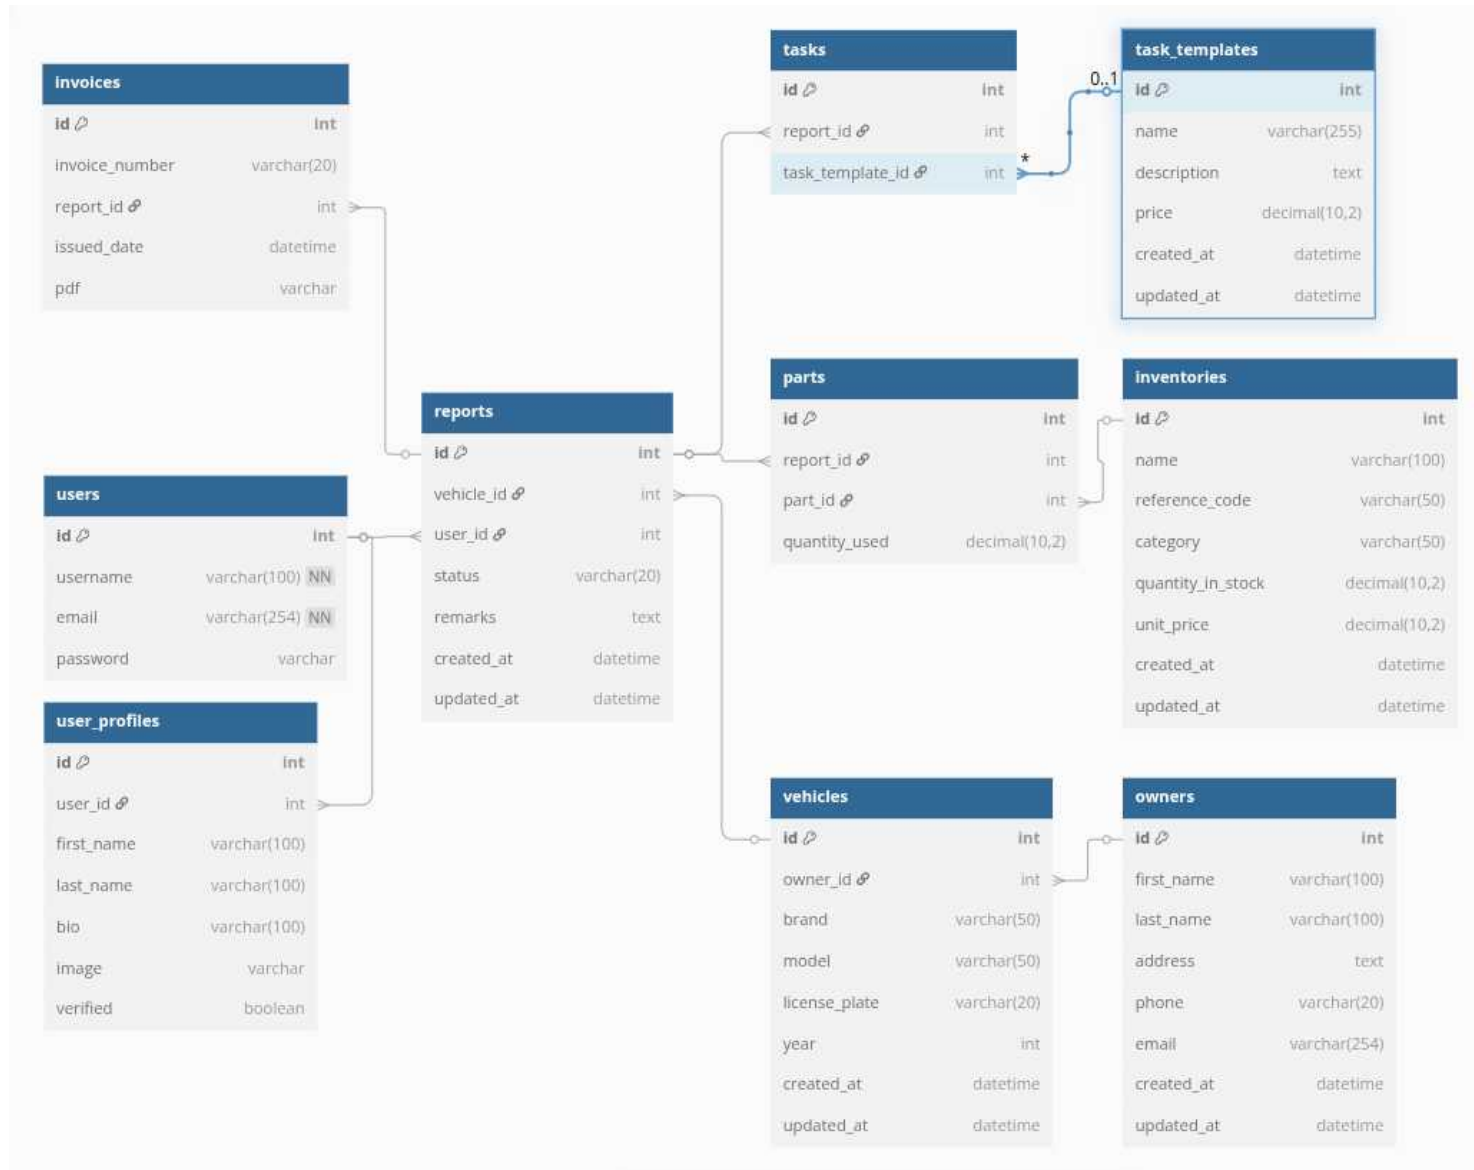 invoices
id int
invoice_number varchar(20)
report_id int
issued_date datetime
pdf varchar
users
id int
username varchar(100) NN
email varchar(254) NN
password varchar
user_profiles
id int
user_id int
first_name varchar(100)
last_name varchar(100)
bio varchar(100)
image varchar
verified boolean
reports
id int
vehicle_id int
user_id int
status varchar(20)
remarks text
created_at datetime
updated_at datetime
tasks
id int
report_id int
task_template_id int
*
0..1
task_templates
id int
name varchar(255)
description text
price decimal(10,2)
created_at datetime
updated_at datetime
parts
id int
report_id int
part_id int
quantity_used decimal(10,2)
inventories
id int
name varchar(100)
reference_code varchar(50)
category varchar(50)
quantity_in_stock decimal(10,2)
unit_price decimal(10,2)
created_at datetime
updated_at datetime
vehicles
id int
owner_id int
brand varchar(50)
model varchar(50)
license_plate varchar(20)
year int
created_at datetime
updated_at datetime
owners
id int
first_name varchar(100)
last_name varchar(100)
address text
phone varchar(20)
email varchar(254)
created_at datetime
updated_at datetime